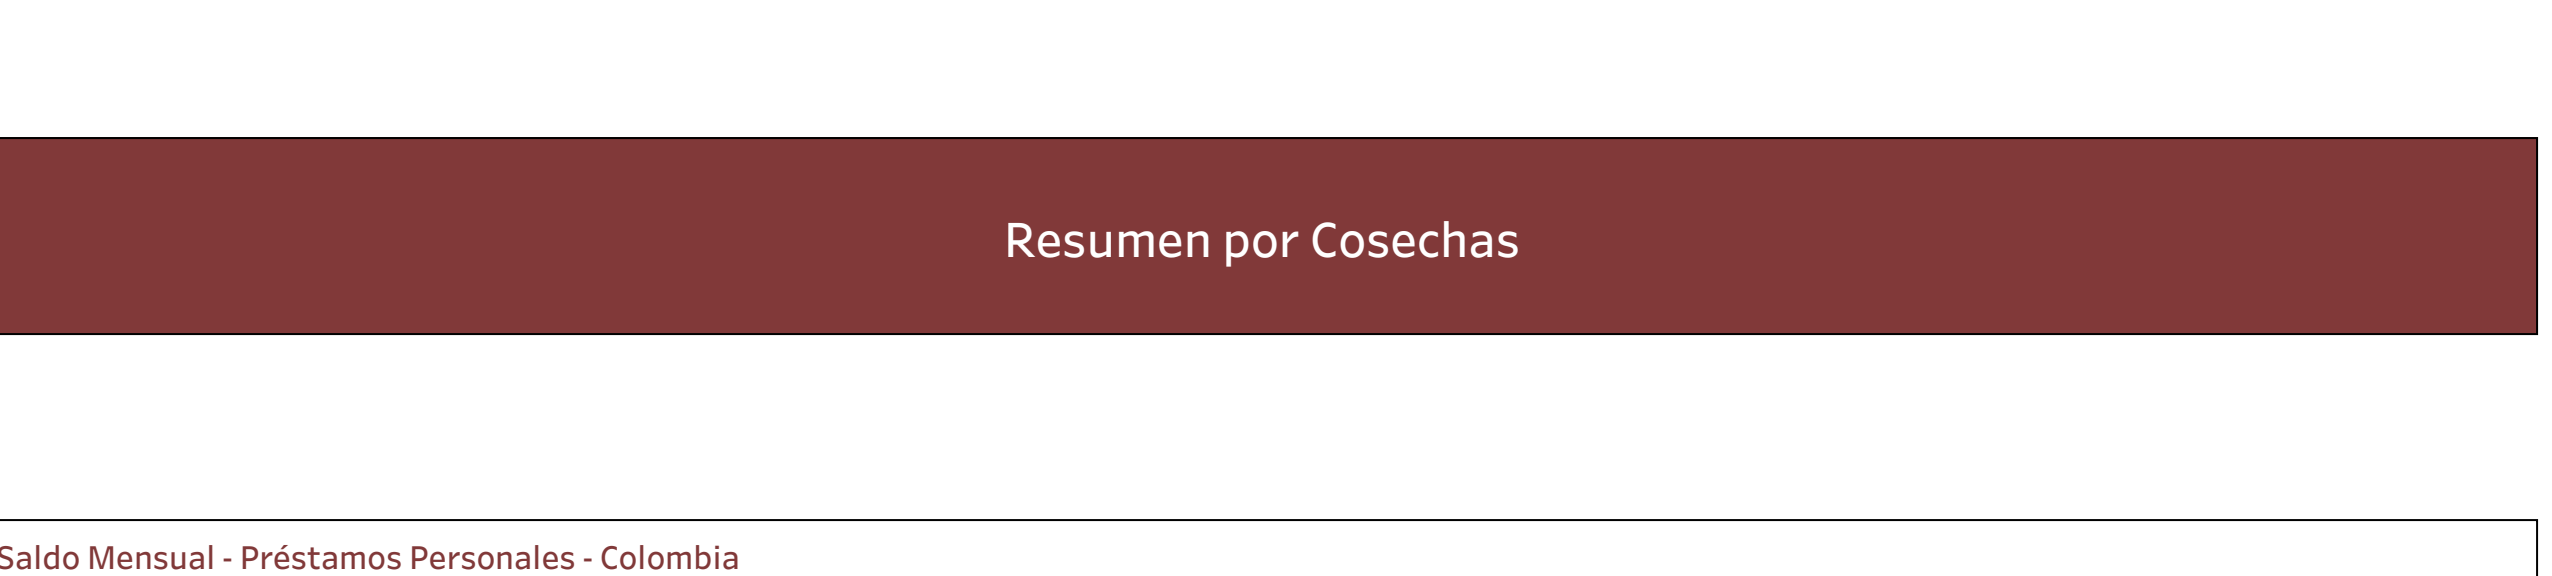 Resumen por Cosechas
Saldo Mensual - Préstamos Personales - Colombia